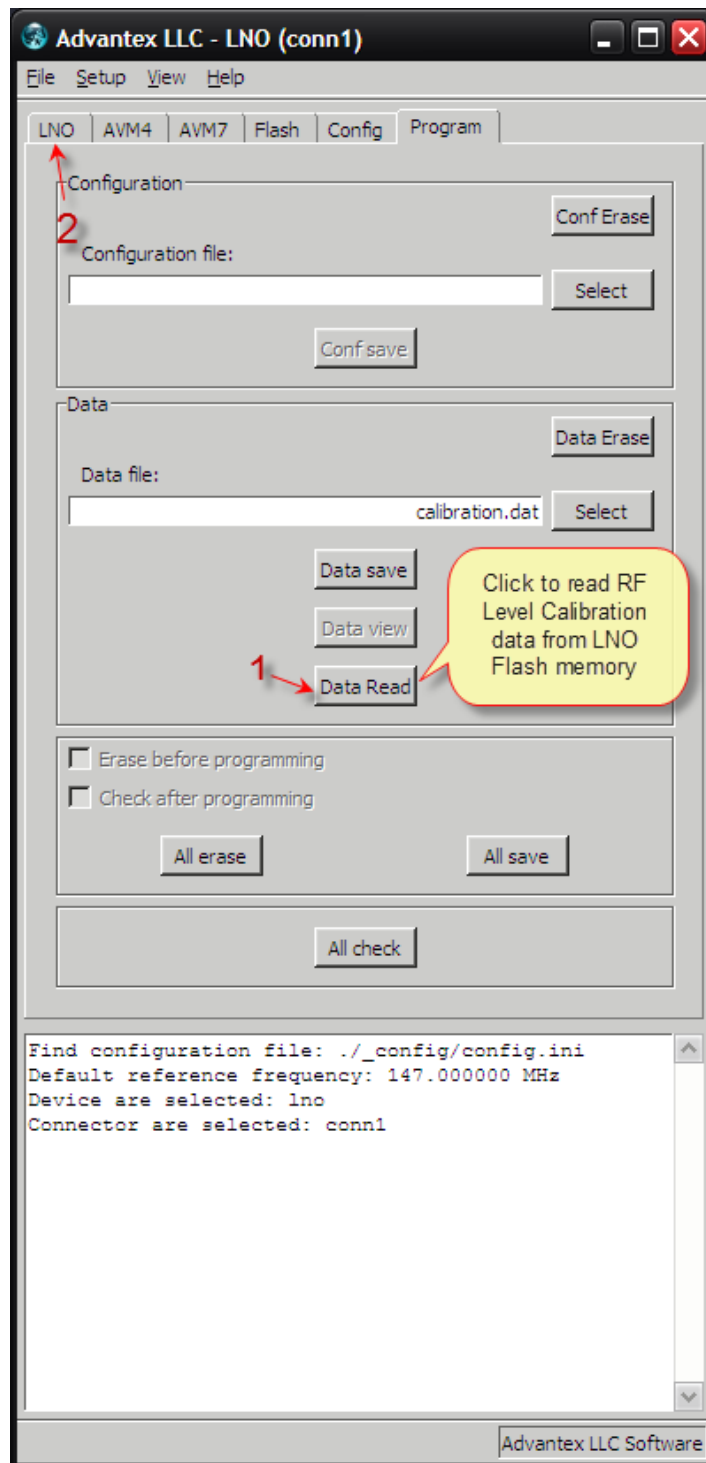 Advantex LLC - LNO (conn1)
File Setup View Help
LNO AVM4 AVM7 Flash Config Program
Configuration
Conf Erase
2
Configuration file:
Select
Conf save
Data
Data Erase
Data file:
calibration.dat Select
Data save
Data view
1 Data Read
Click to read RF
Level Calibration
data from LNO
Flash memory
Erase before programming
Check after programming
All erase All save
All check
Find configuration file: ./_config/config.ini
Default reference frequency: 147.000000 MHz
Device are selected: lno
Connector are selected: conn1
Advantex LLC Software